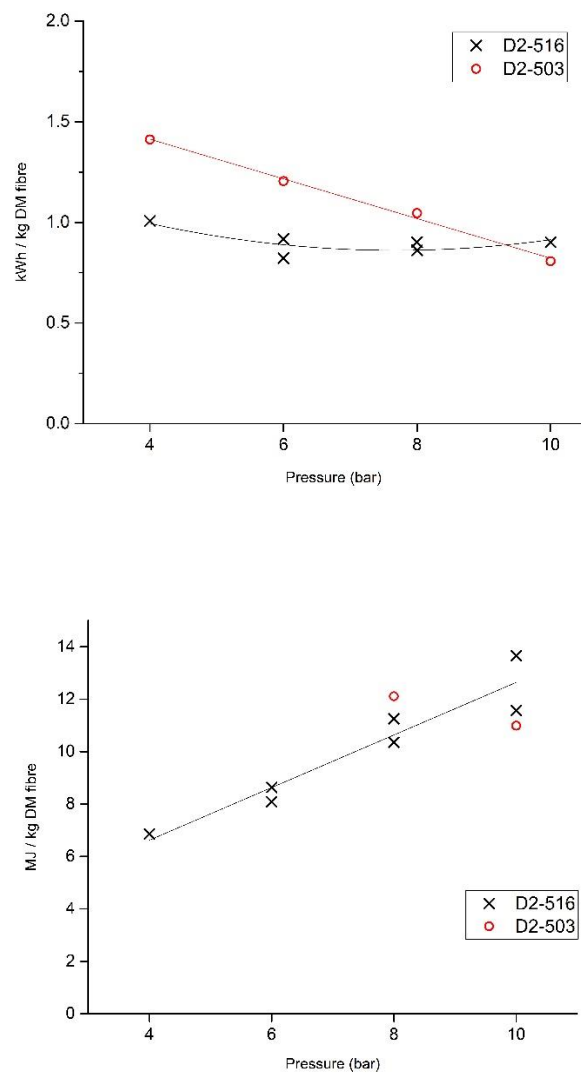 2.0
1.5
1.0
0.5
0.0
kWh / kg DM fibre
4 6 8 10
Pressure (bar)
D2-516
D2-503
14
12
10
8
6
4
2
0
MJ / kg DM fibre
4 6 8 10
Pressure (bar)
D2-516
D2-503